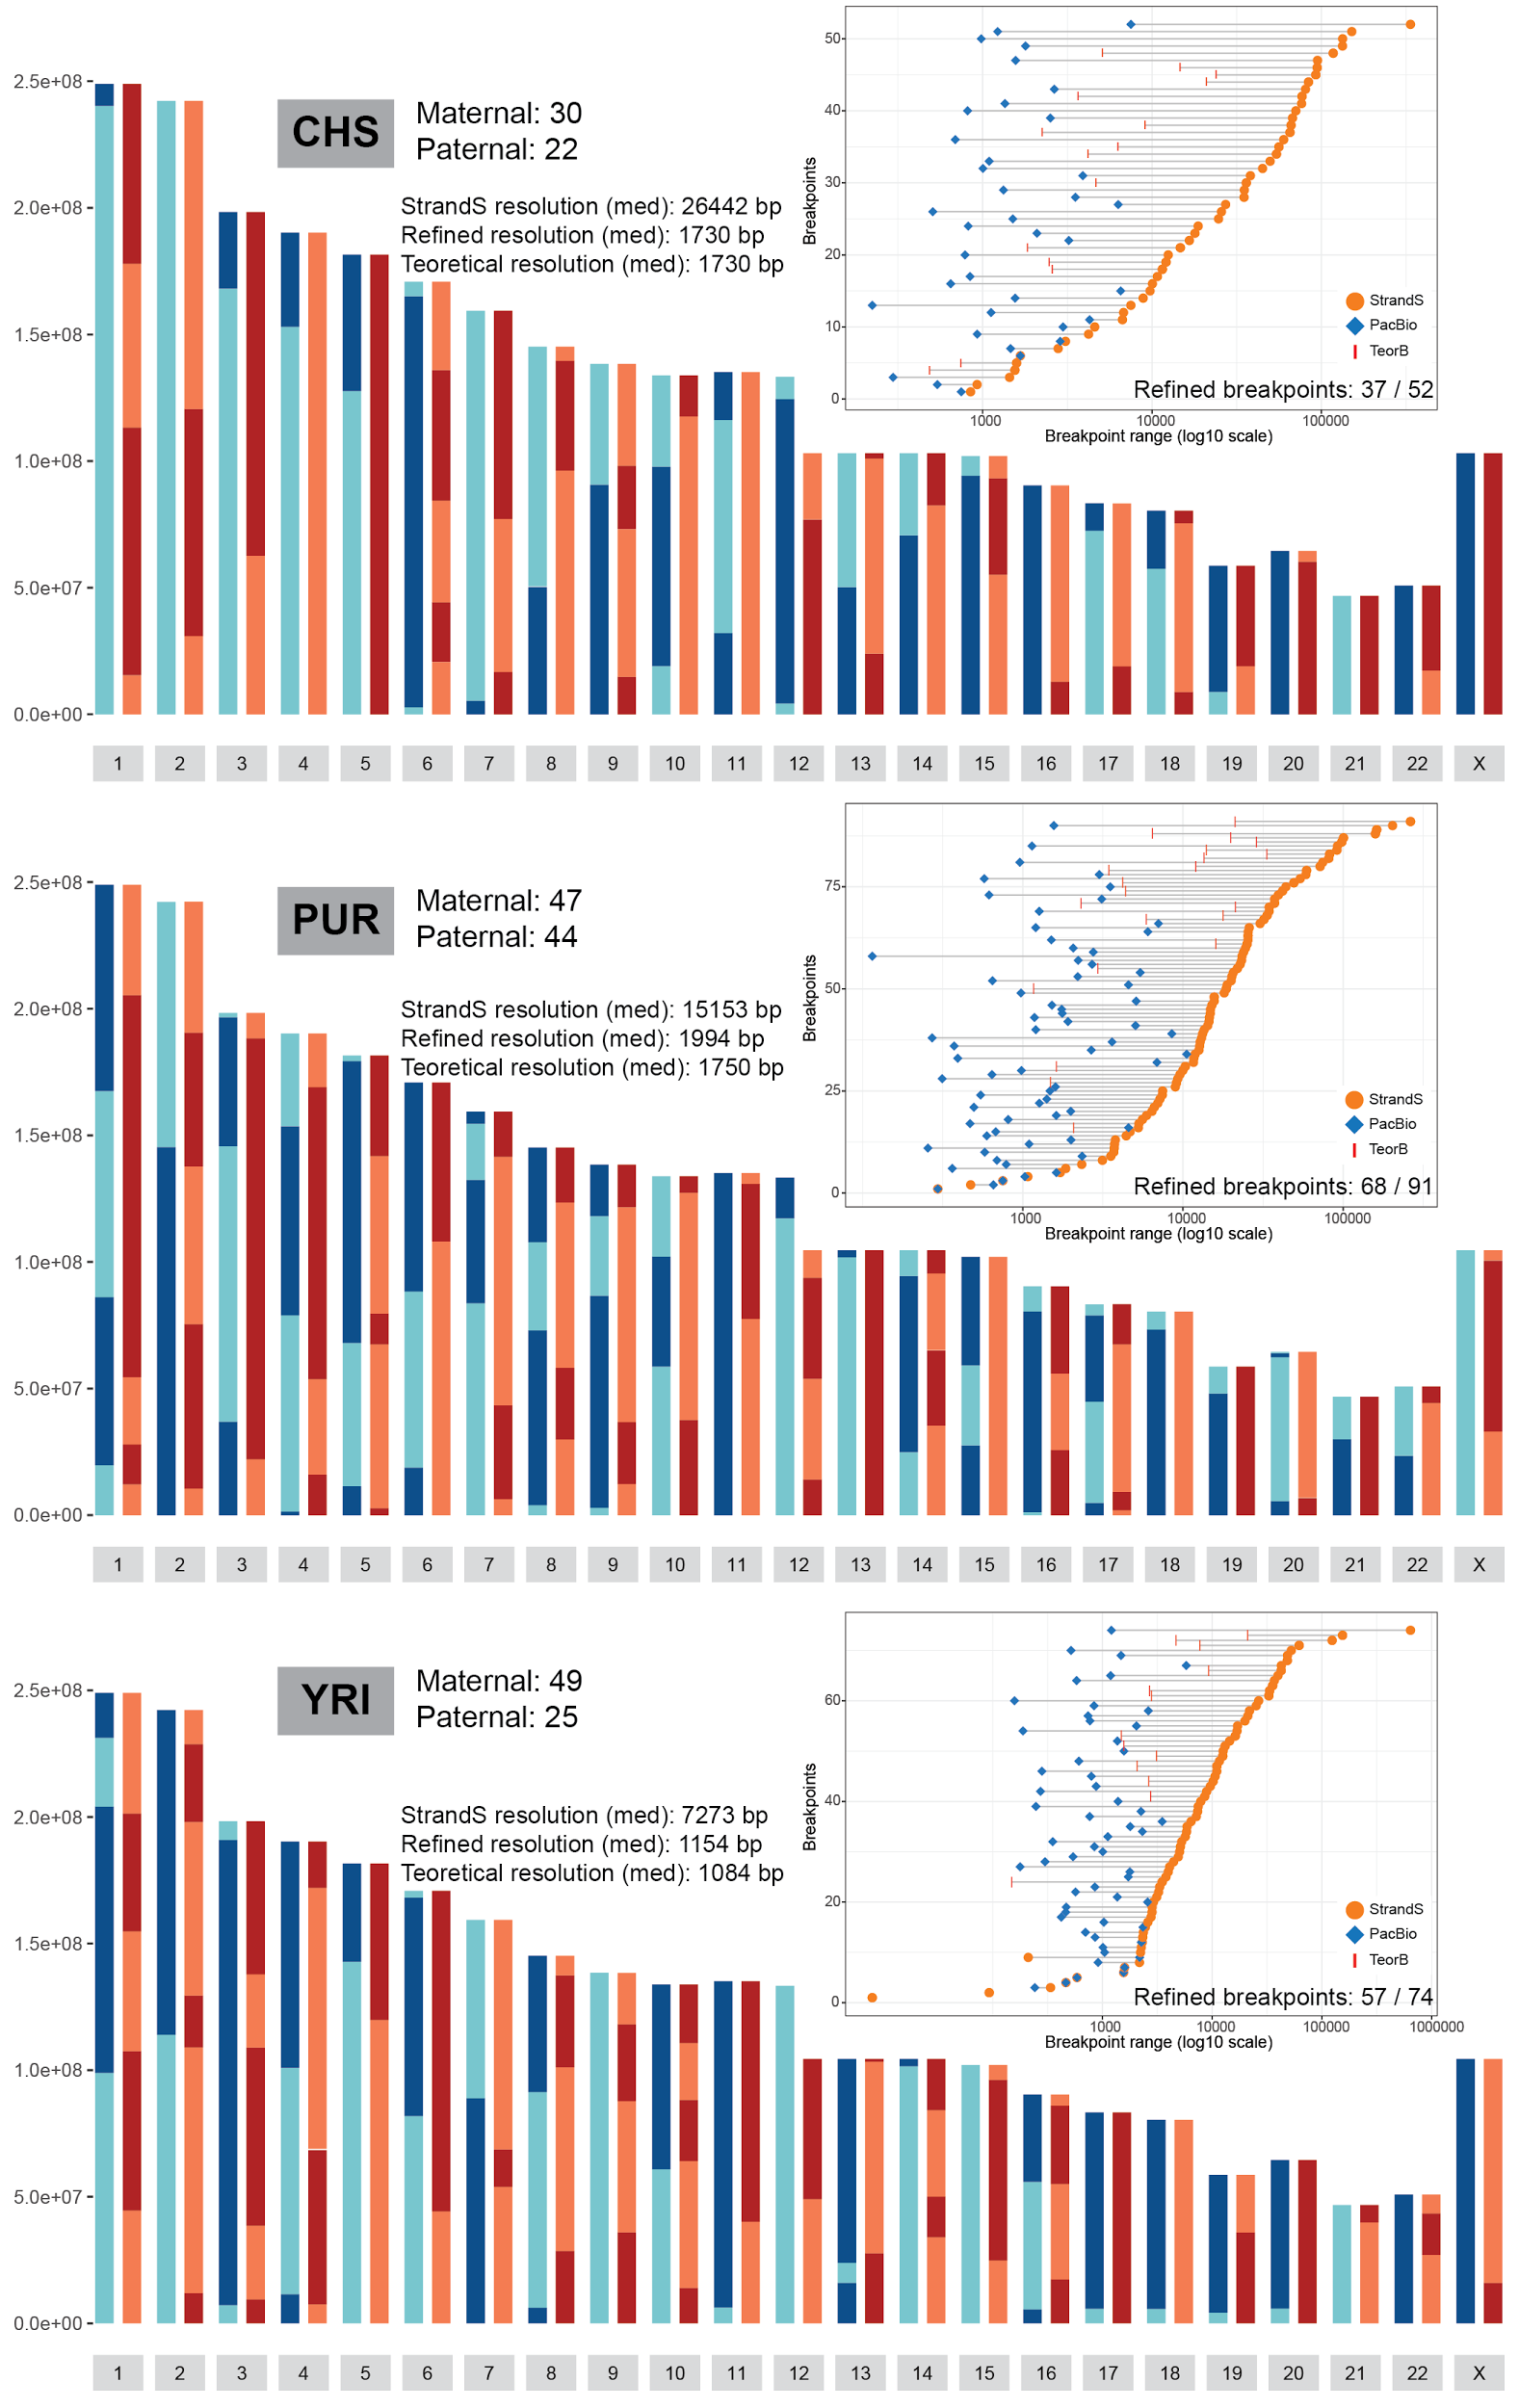 CHS
Maternal: 30
Paternal: 22
StrandS resolution (med): 26442 bp
Refined resolution (med): 1730 bp
Teoretical resolution (med): 1730 bp
2.5e+08
2.0e+08
1.5e+08
1.0e+08
5.0e+07
0.0e+00
Breakpoints
50
40
30
20
10
0
StrandS
PacBio
TeorB
Refined breakpoints: 37 / 52
1000 10000 100000
Breakpoint range (log10 scale)
1 2 3 4 5 6 7 8 9 10 11 12 13 14 15 16 17 18 19 20 21 22 X
PUR
Maternal: 47
Paternal: 44
StrandS resolution (med): 15153 bp
Refined resolution (med): 1994 bp
Teoretical resolution (med): 1750 bp
2.5e+08
2.0e+08
1.5e+08
1.0e+08
5.0e+07
0.0e+00
Breakpoints
75
50
25
0
StrandS
PacBio
TeorB
Refined breakpoints: 68 / 91
1000 10000 100000
Breakpoint range (log10 scale)
1 2 3 4 5 6 7 8 9 10 11 12 13 14 15 16 17 18 19 20 21 22 X
YRI
Maternal: 49
Paternal: 25
StrandS resolution (med): 7273 bp
Refined resolution (med): 1154 bp
Teoretical resolution (med): 1084 bp
2.5e+08
2.0e+08
1.5e+08
1.0e+08
5.0e+07
0.0e+00
Breakpoints
60
40
20
0
StrandS
PacBio
TeorB
Refined breakpoints: 57 / 74
1000 10000 100000 1000000
Breakpoint range (log10 scale)
1 2 3 4 5 6 7 8 9 10 11 12 13 14 15 16 17 18 19 20 21 22 X